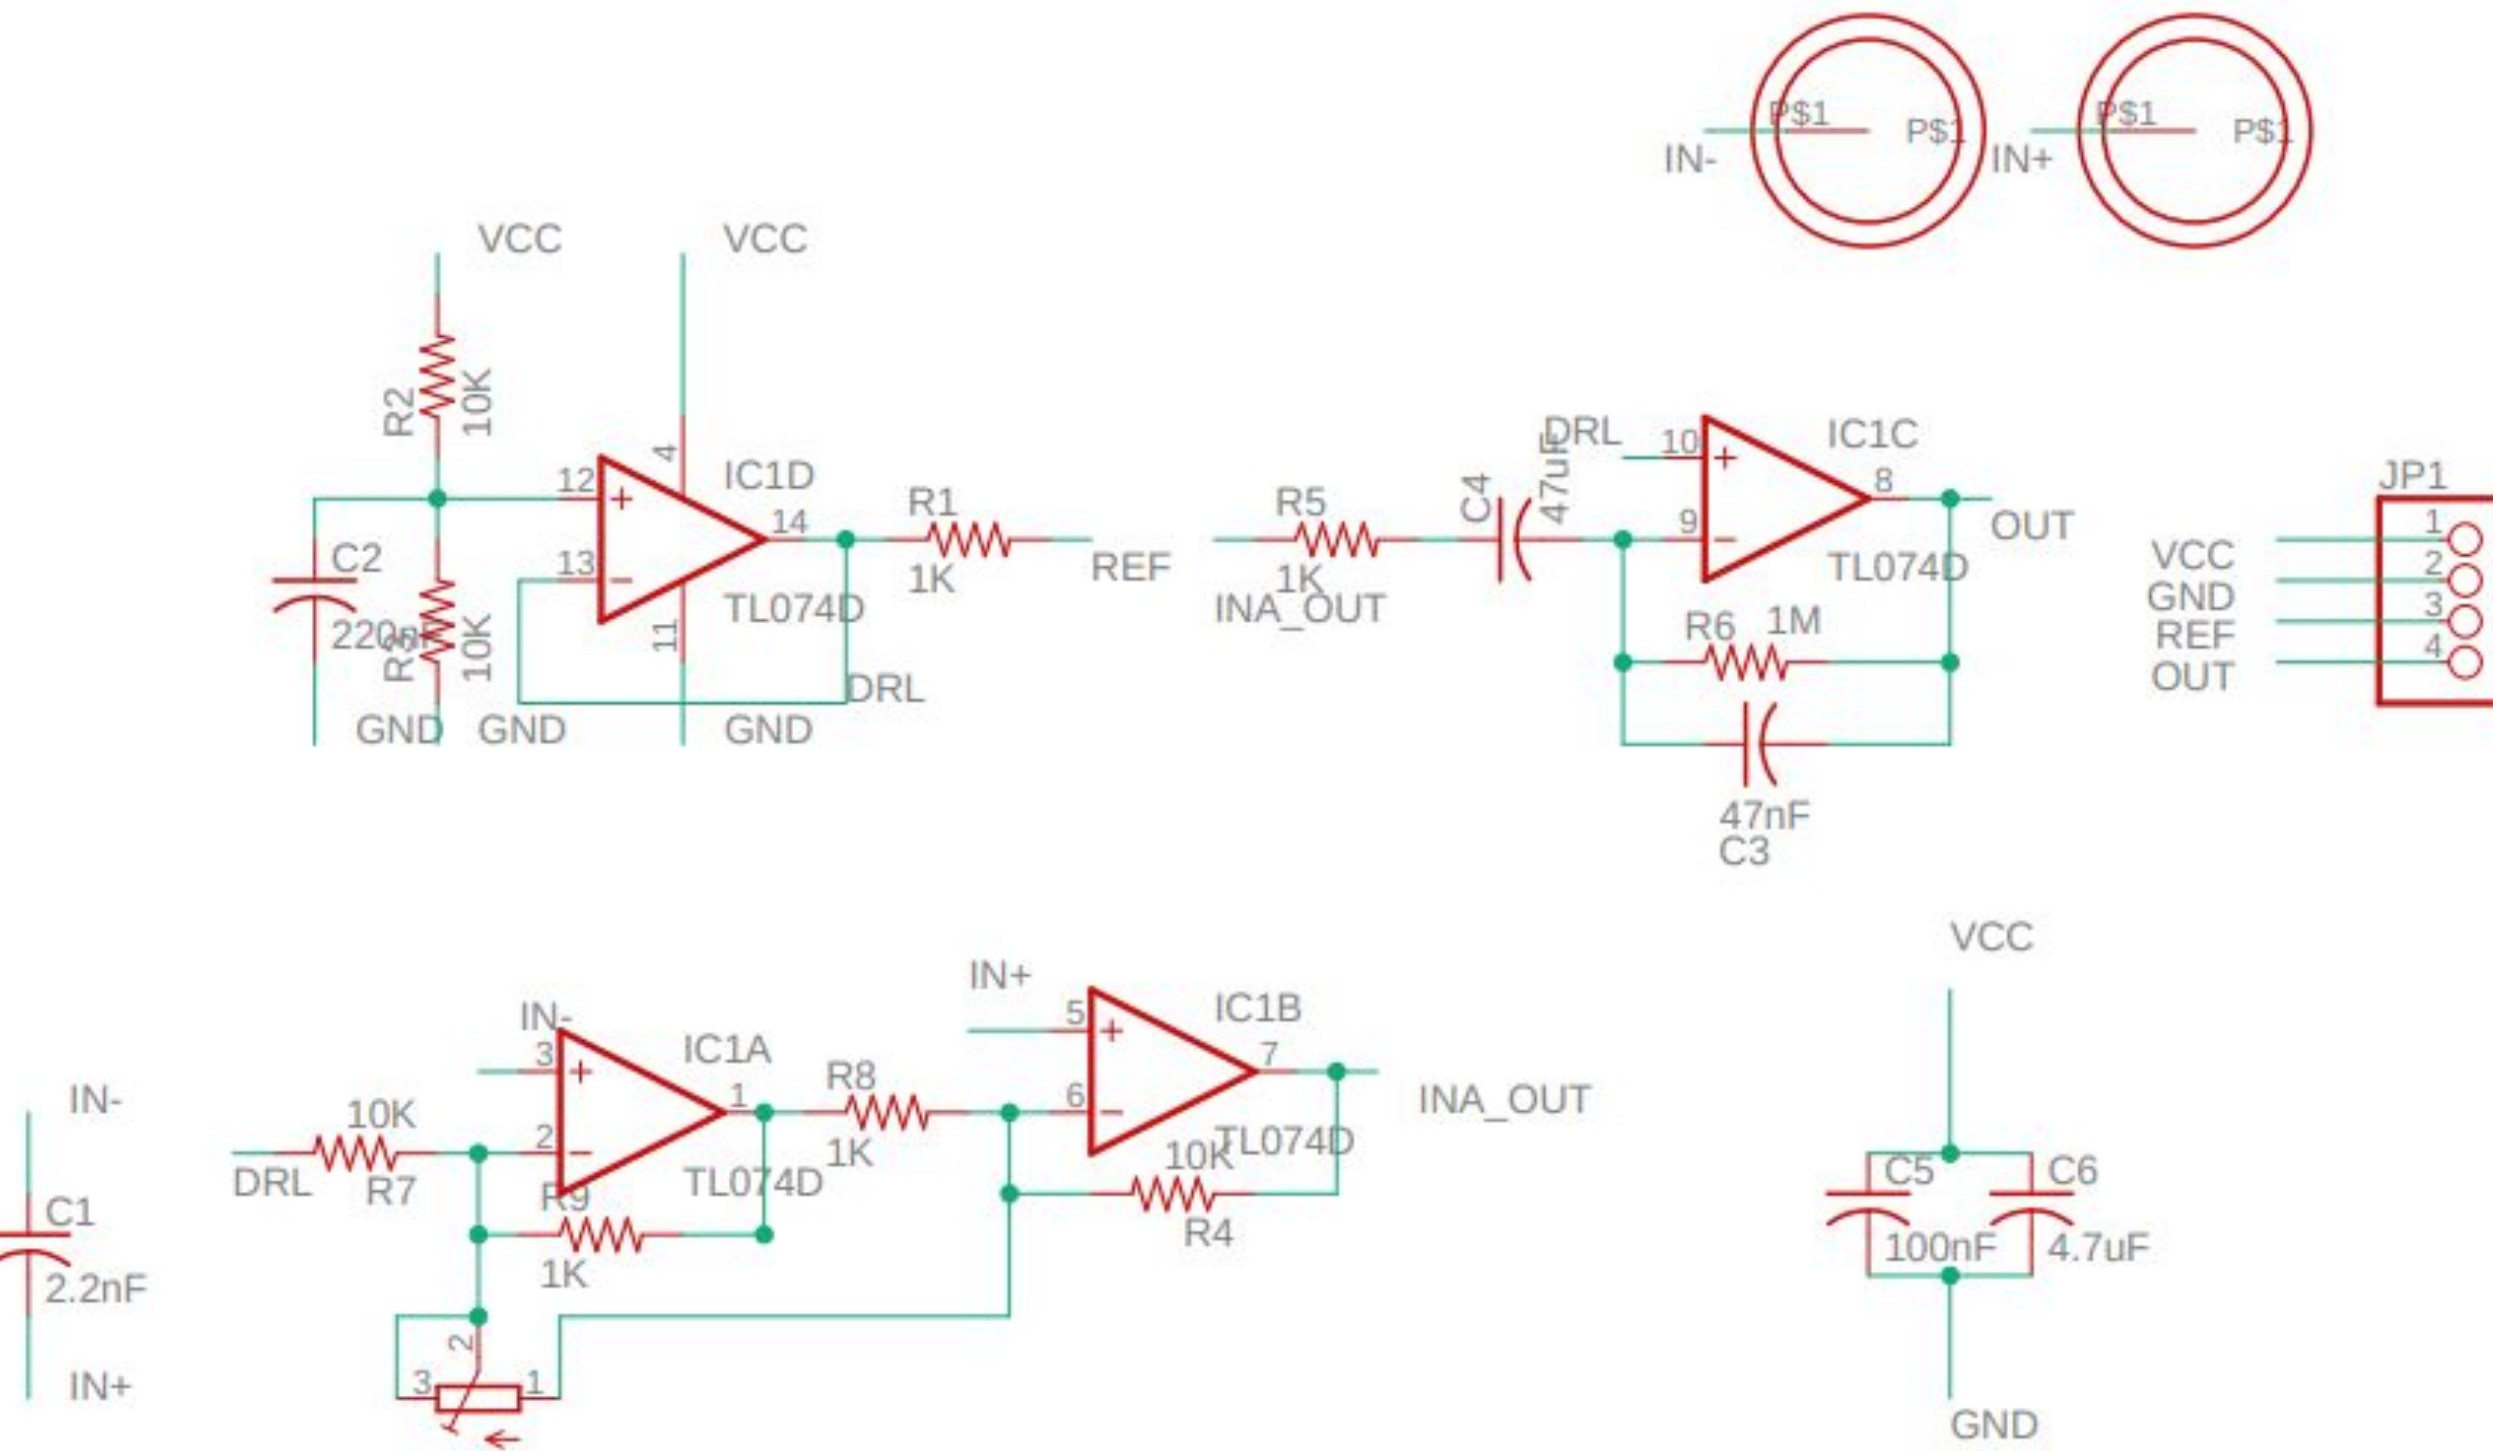 P$1
P$1
P$1
P$1
IN-
IN+
VCC
VCC
R2
10K
4
12
+
IC1D
14
13
-
TL074D
11
C2
220nF
R3
10K
GND
GND
GND
DRL
R1
1K
REF
R5
1K
INA_OUT
C4
47uF
DRL
10
+
IC1C
8
9
-
TL074D
OUT
R6
1M
47nF
C3
JP1
VCC
1
GND
2
REF
3
OUT
4
IN-
C1
2.2nF
IN+
IN-
3
+
IC1A
1
2
-
TL074D
10K
DRL
R7
R9
1K
R8
1K
2
3
1
IN+
5
+
IC1B
7
6
-
TL074D
10K
R4
INA_OUT
VCC
C5
100nF
C6
4.7uF
GND